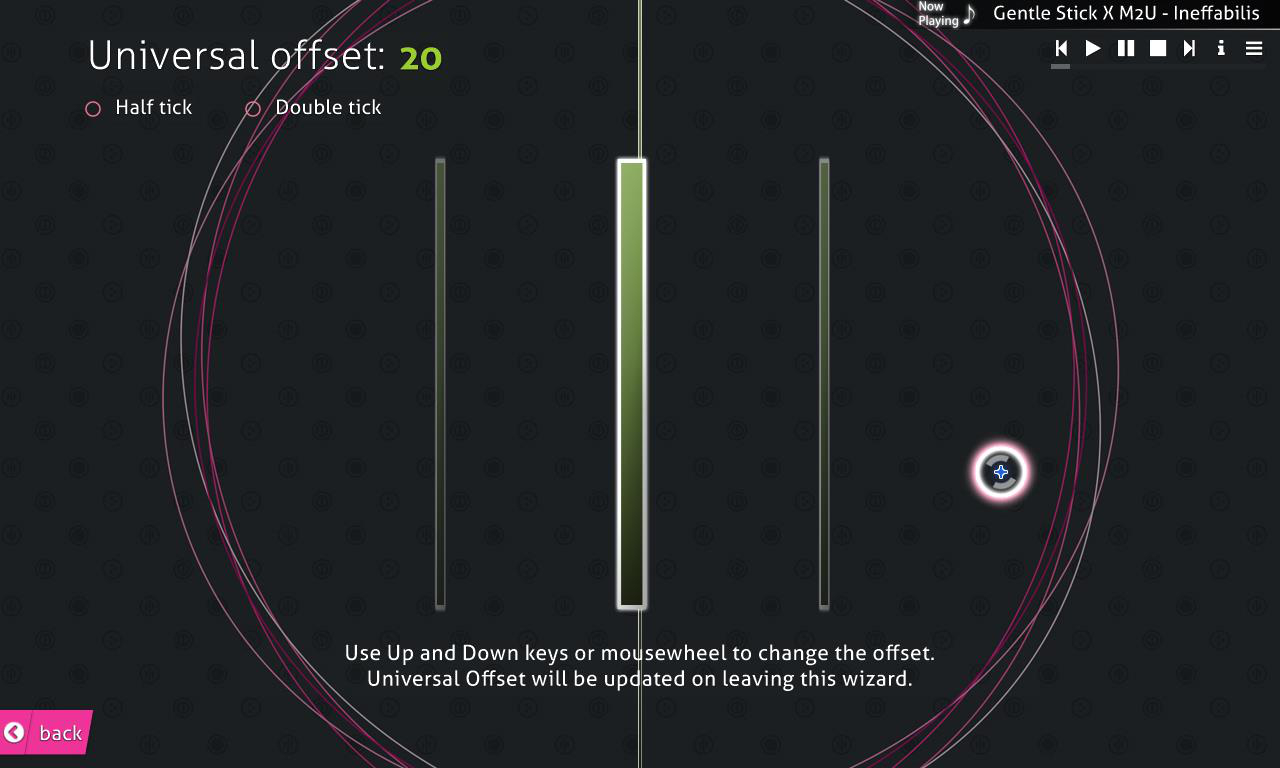 Now
Playing
Gentle Stick X M2U - Ineffabilis
Universal offset: 20
Half tick
Double tick
Use Up and Down keys or mousewheel to change the offset.
Universal Offset will be updated on leaving this wizard.
back